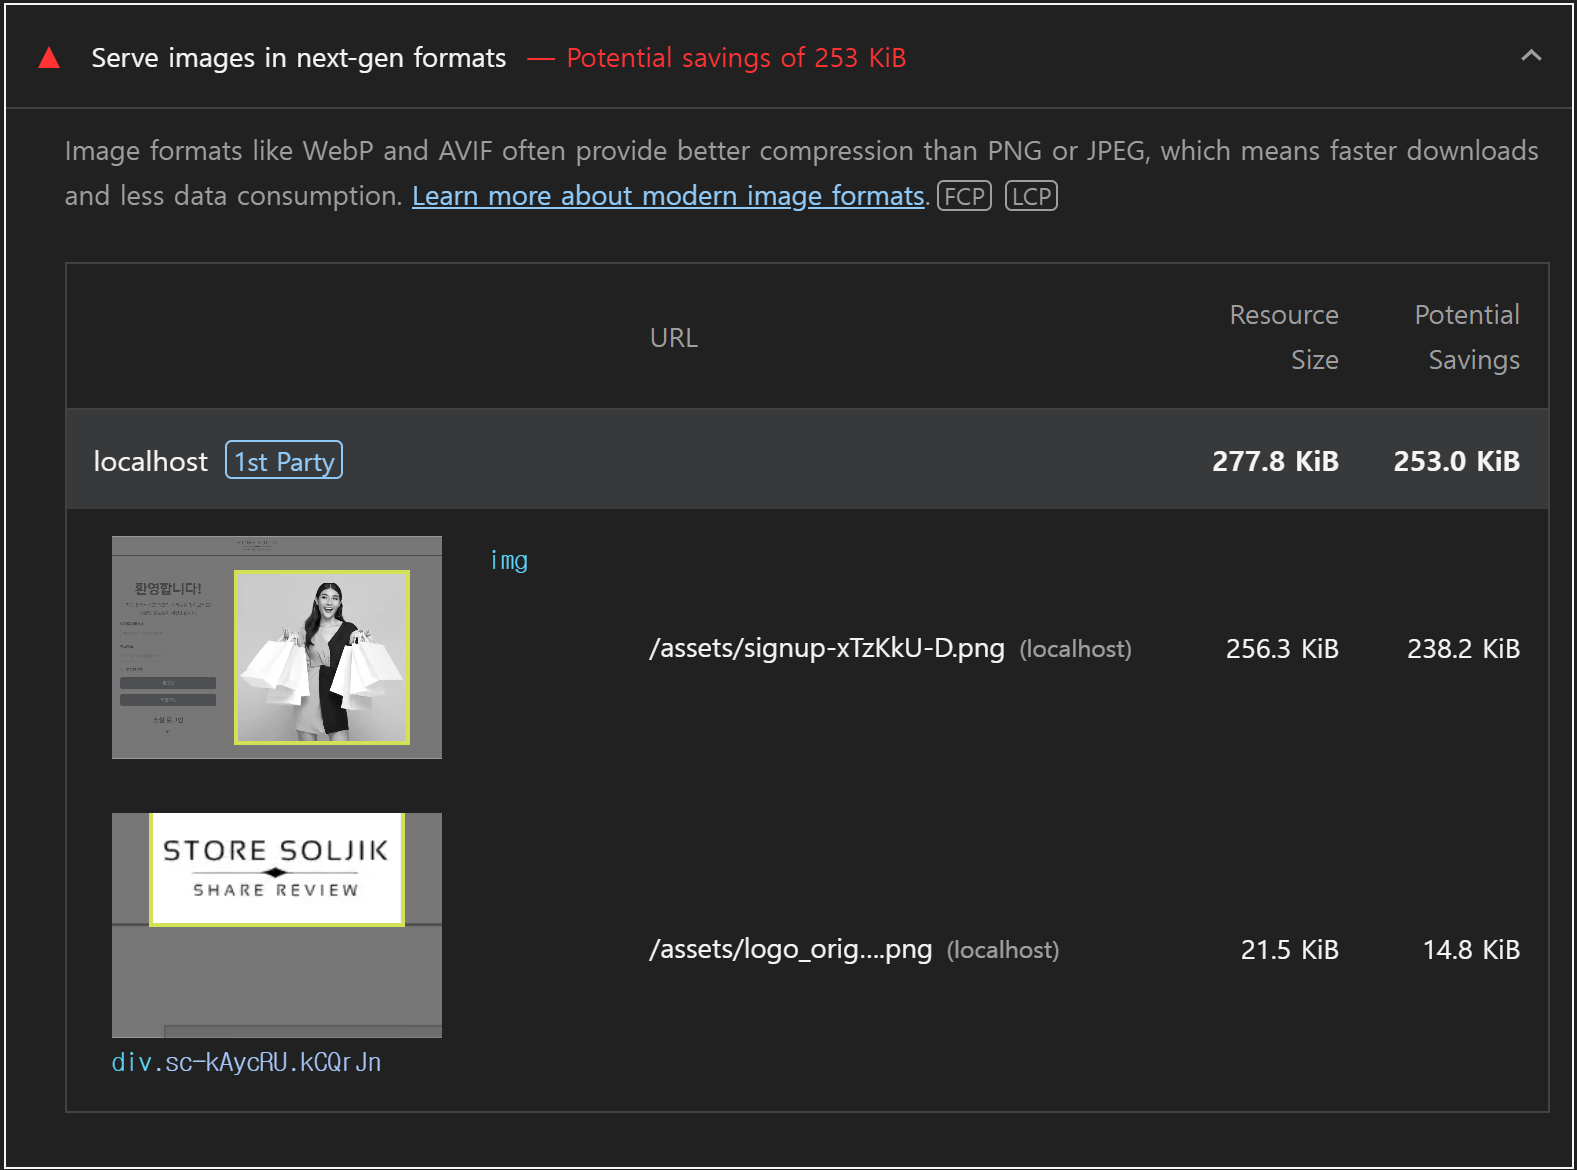 Serve images in next-gen formats — Potential savings of 253 KiB
Image formats like WebP and AVIF often provide better compression than PNG or JPEG, which means faster downloads
and less data consumption. Learn more about modern image formats. FCP LCP
URL
Resource
Size
Potential
Savings
localhost 1st Party 277.8 KiB 253.0 KiB
환영합니다!
img
/assets/signup-xTzKkU-D.png (localhost) 256.3 KiB 238.2 KiB
STORE SOLJIK
SHARE REVIEW
/assets/logo_orig….png (localhost) 21.5 KiB 14.8 KiB
div.sc-kAycRU.kCQrJn